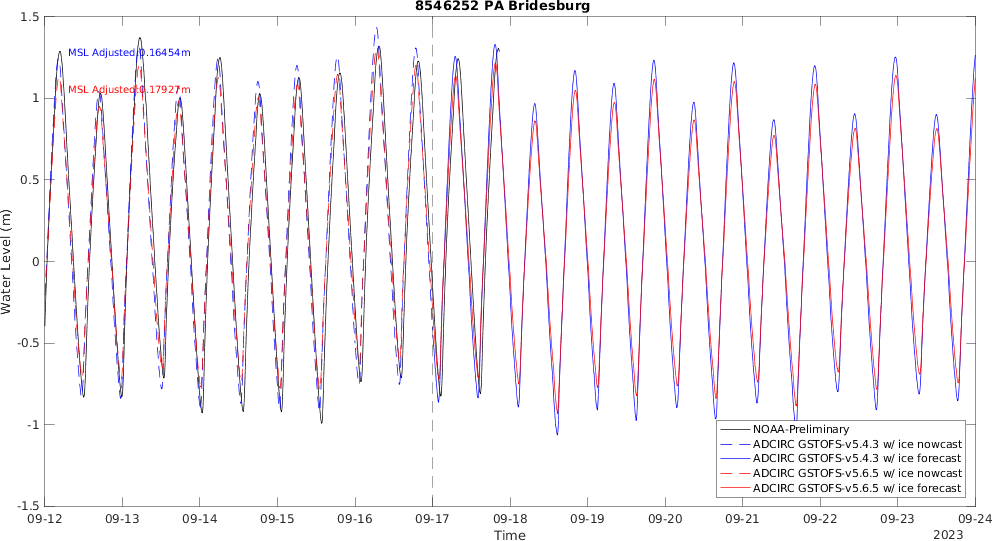 8546252 PA Bridesburg
1.5
MSL Adjusted:0.16454m
MSL Adjusted:0.17927m
1
0.5
0
-0.5
-1
-1.5
Water Level (m)
NOAA-Preliminary
ADCIRC GSTOFS-v5.4.3 w/ ice nowcast
ADCIRC GSTOFS-v5.4.3 w/ ice forecast
ADCIRC GSTOFS-v5.6.5 w/ ice nowcast
ADCIRC GSTOFS-v5.6.5 w/ ice forecast
09-12 09-13 09-14 09-15 09-16 09-17 09-18 09-19 09-20 09-21 09-22 09-23 09-24
Time
2023